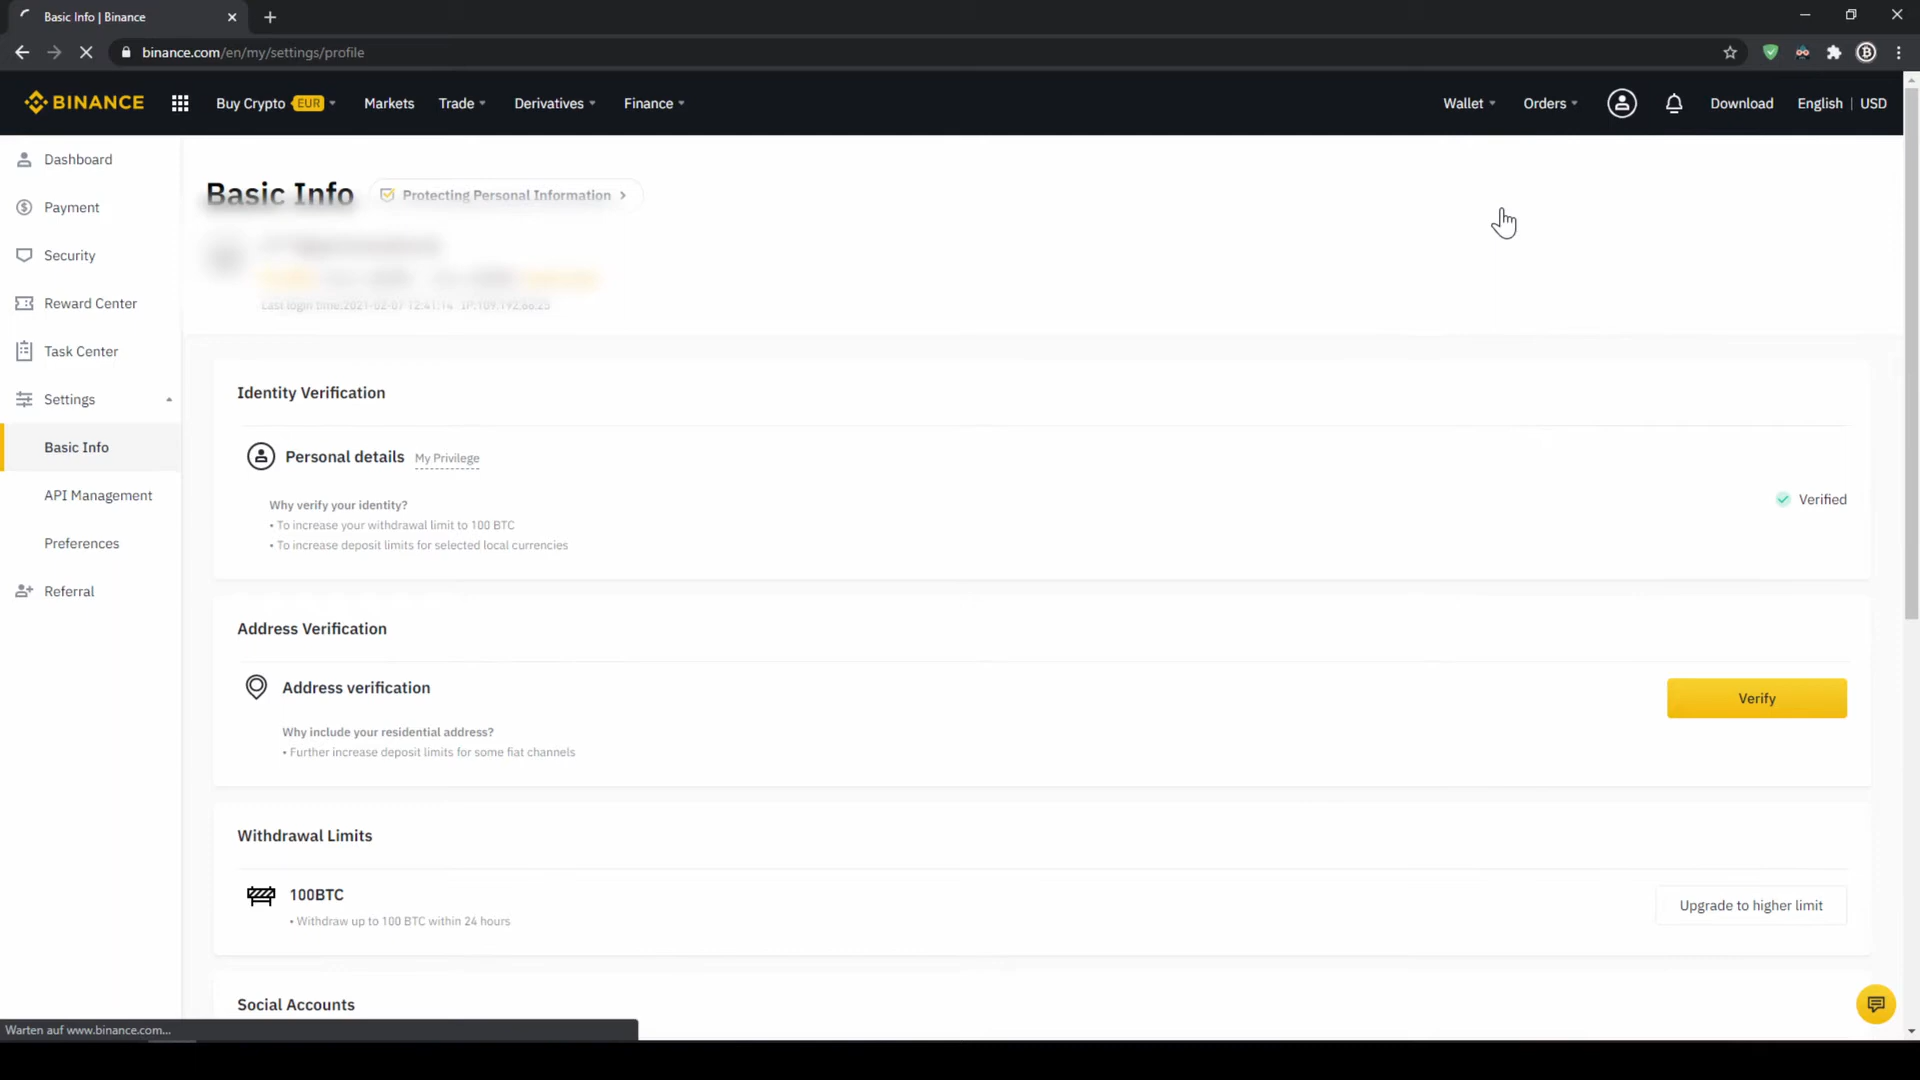 Basic Info | Binance
binance.com/en/my/settings/profile
BINANCE
Buy Crypto EUR
Markets
Trade
Derivatives
Finance
Wallet
Orders
Download
English | USD
Dashboard
Payment
Security
Reward Center
Task Center
Settings
Basic Info
API Management
Preferences
Referral
Basic Info
Protecting Personal Information
Identity Verification
Personal details My Privilege
Why verify your identity?
• To increase your withdrawal limit to 100 BTC
• To increase deposit limits for selected local currencies
Verified
Address Verification
Address verification
Why include your residential address?
• Further increase deposit limits for some fiat channels
Verify
Withdrawal Limits
100BTC
• Withdraw up to 100 BTC within 24 hours
Upgrade to higher limit
Social Accounts
Warten auf www.binance.com...